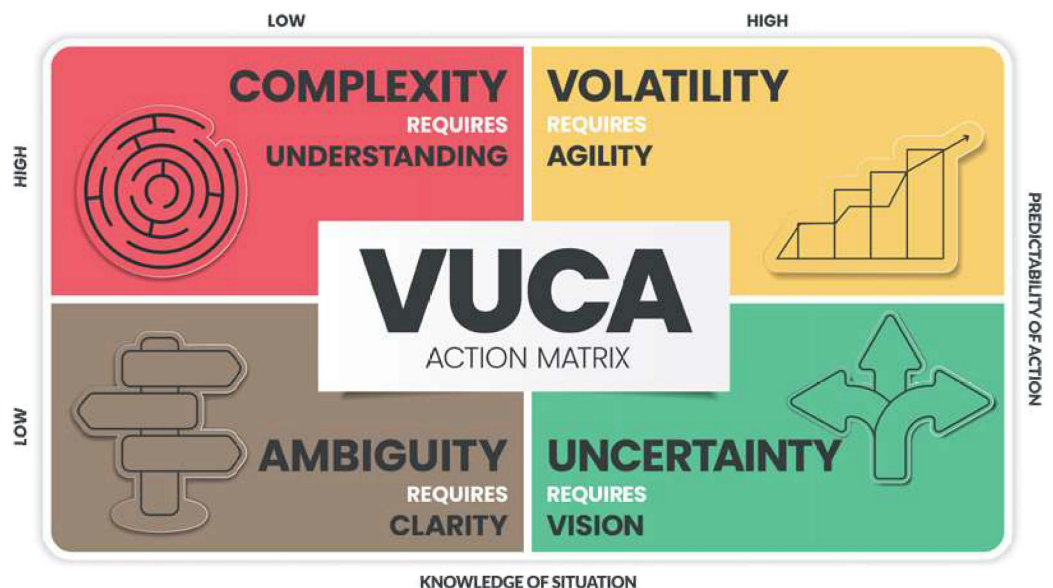 LOW
HIGH
HIGH
COMPLEXITY
REQUIRES
UNDERSTANDING
VOLATILITY
REQUIRES
AGILITY
VUCA
ACTION MATRIX
PREDICTABILITY OF ACTION
LOW
AMBIGUITY
REQUIRES
CLARITY
UNCERTAINTY
REQUIRES
VISION
KNOWLEDGE OF SITUATION